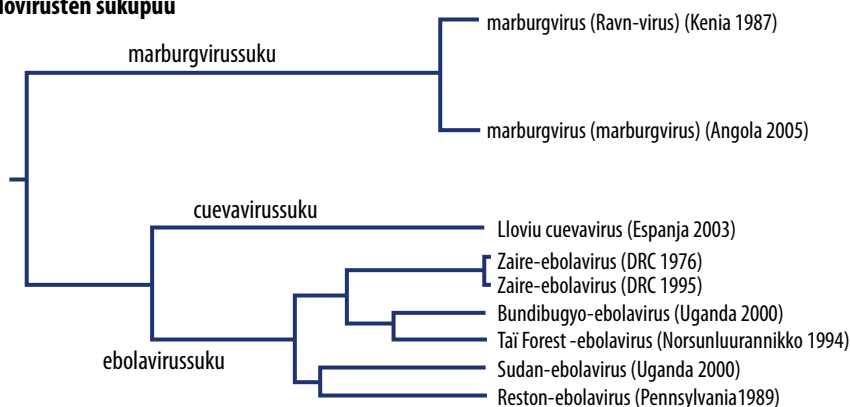 lovirusten sukupuu
marburgvirussuku
marburgvirus (Ravn-virus) (Kenia 1987)
marburgvirus (marburgvirus) (Angola 2005)
cuevavirussuku
Lloviu cuevavirus (Espanja 2003)
Zaire-ebolavirus (DRC 1976)
Zaire-ebolavirus (DRC 1995)
Bundibugyo-ebolavirus (Uganda 2000)
Taï Forest -ebolavirus (Norsunluurannikko 1994)
ebolavirussuku
Sudan-ebolavirus (Uganda 2000)
Reston-ebolavirus (Pennsylvania1989)